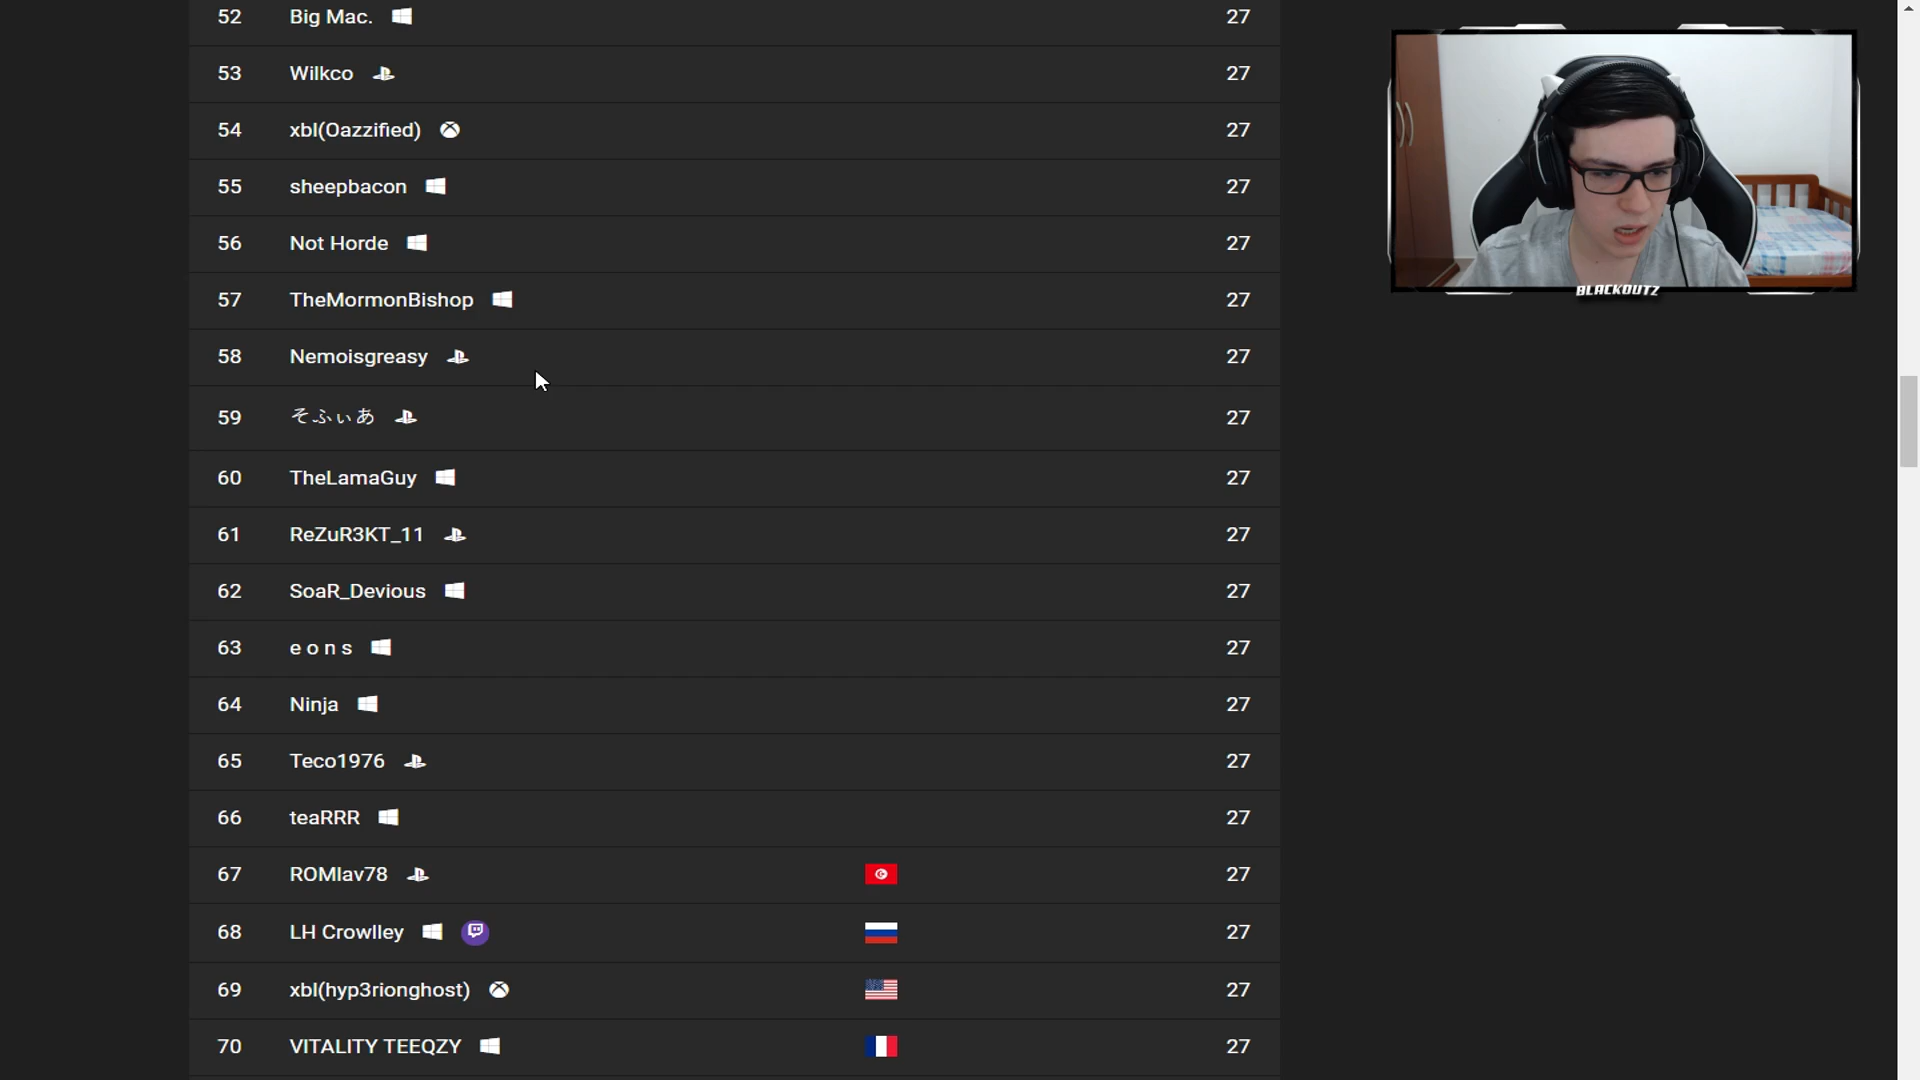 52 Big Mac. 27
53 Wilkco 27
54 xbl(Oazzified) 27
55 sheepbacon 27
56 Not Horde 27
57 TheMormonBishop 27
58 Nemoisgreasy 27
59 そふぃあ 27
60 TheLamaGuy 27
61 ReZuR3KT_11 27
62 SoaR_Devious 27
63 e o n s 27
64 Ninja 27
65 Teco1976 27
66 teaRRR 27
67 ROMIav78 27
68 LH Crowlley 27
69 xbl(hyp3rionghost) 27
70 VITALITY TEEQZY 27
BLACKOUTZ